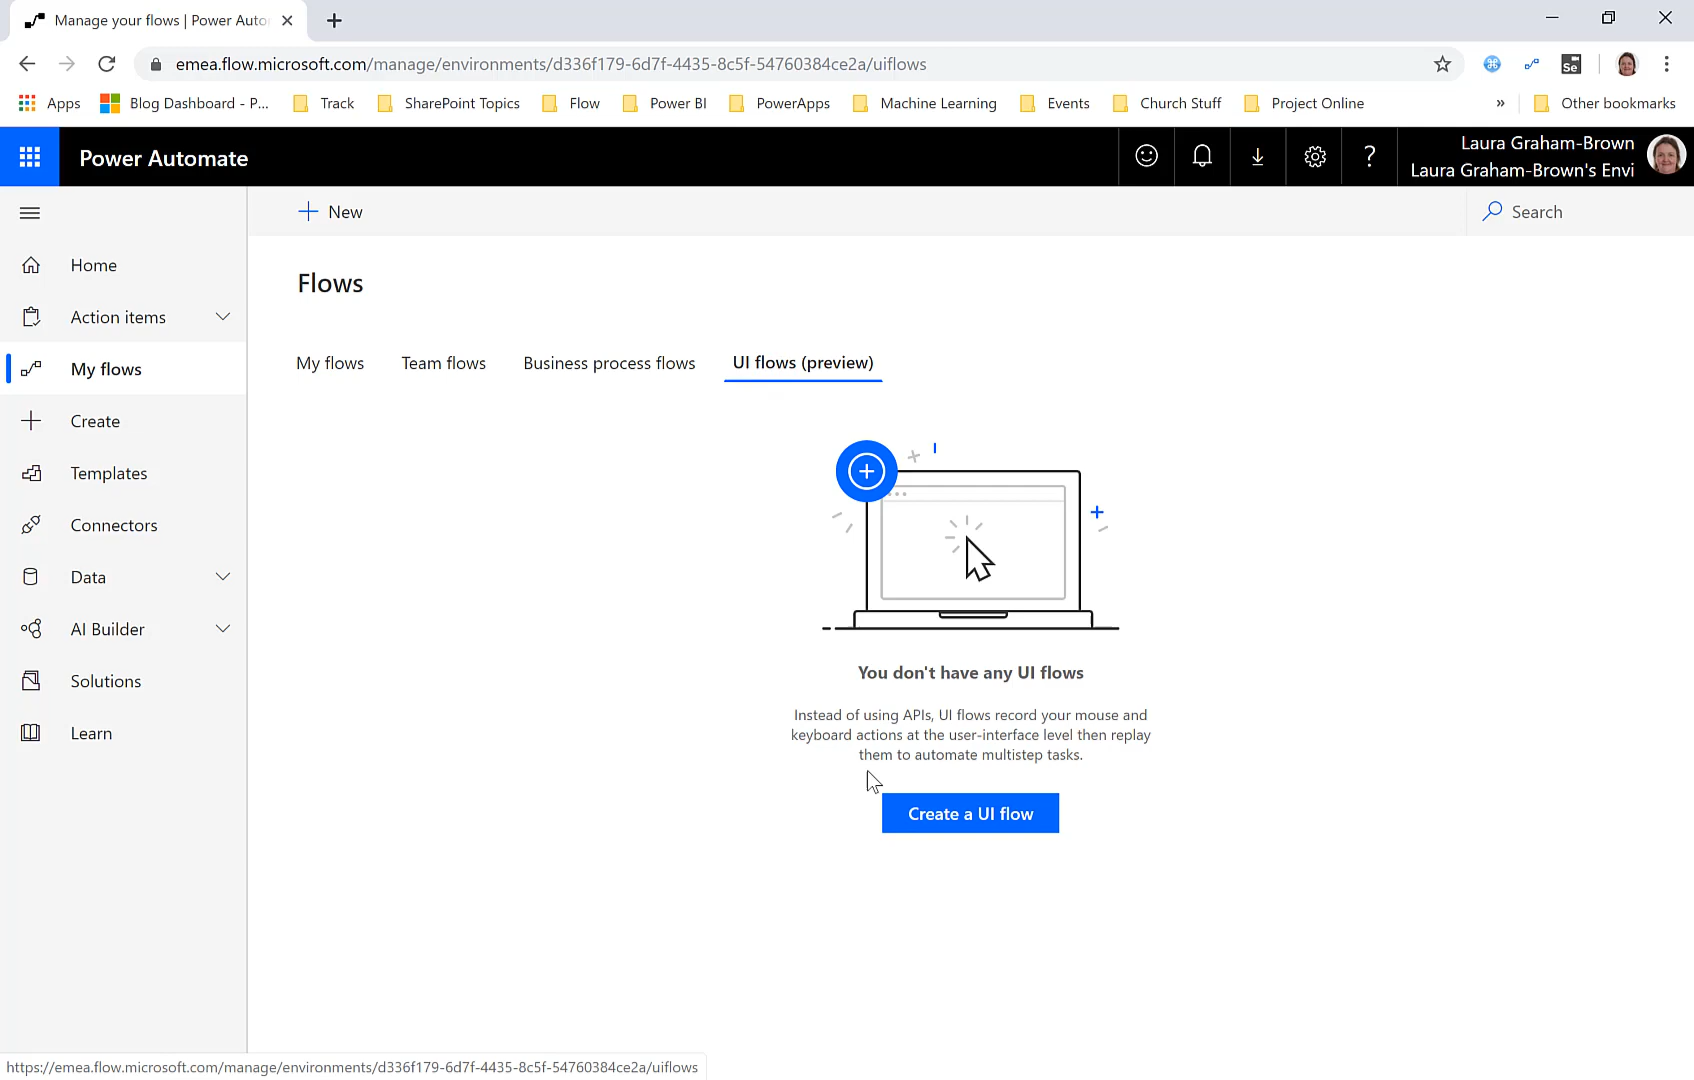 Manage your flows | Power Auto
emea.flow.microsoft.com/manage/environments/d336f179-6d7f-4435-8c5f-54760384ce2a/uiflows
Se
Apps
Blog Dashboard - P...
Track
SharePoint Topics
Flow
Power BI
PowerApps
Machine Learning
Events
Church Stuff
Project Online
»
Other bookmarks
Power Automate
?
Laura Graham-Brown
Laura Graham-Brown's Envi
New
Search
Home
Action items
My flows
Create
Templates
Connectors
Data
AI Builder
Solutions
Learn
Flows
My flows
Team flows
Business process flows
UI flows (preview)
You don't have any UI flows
Instead of using APIs, UI flows record your mouse and
keyboard actions at the user-interface level then replay
them to automate multistep tasks.
Create a UI flow
https://emea.flow.microsoft.com/manage/environments/d336f179-6d7f-4435-8c5f-54760384ce2a/uiflows